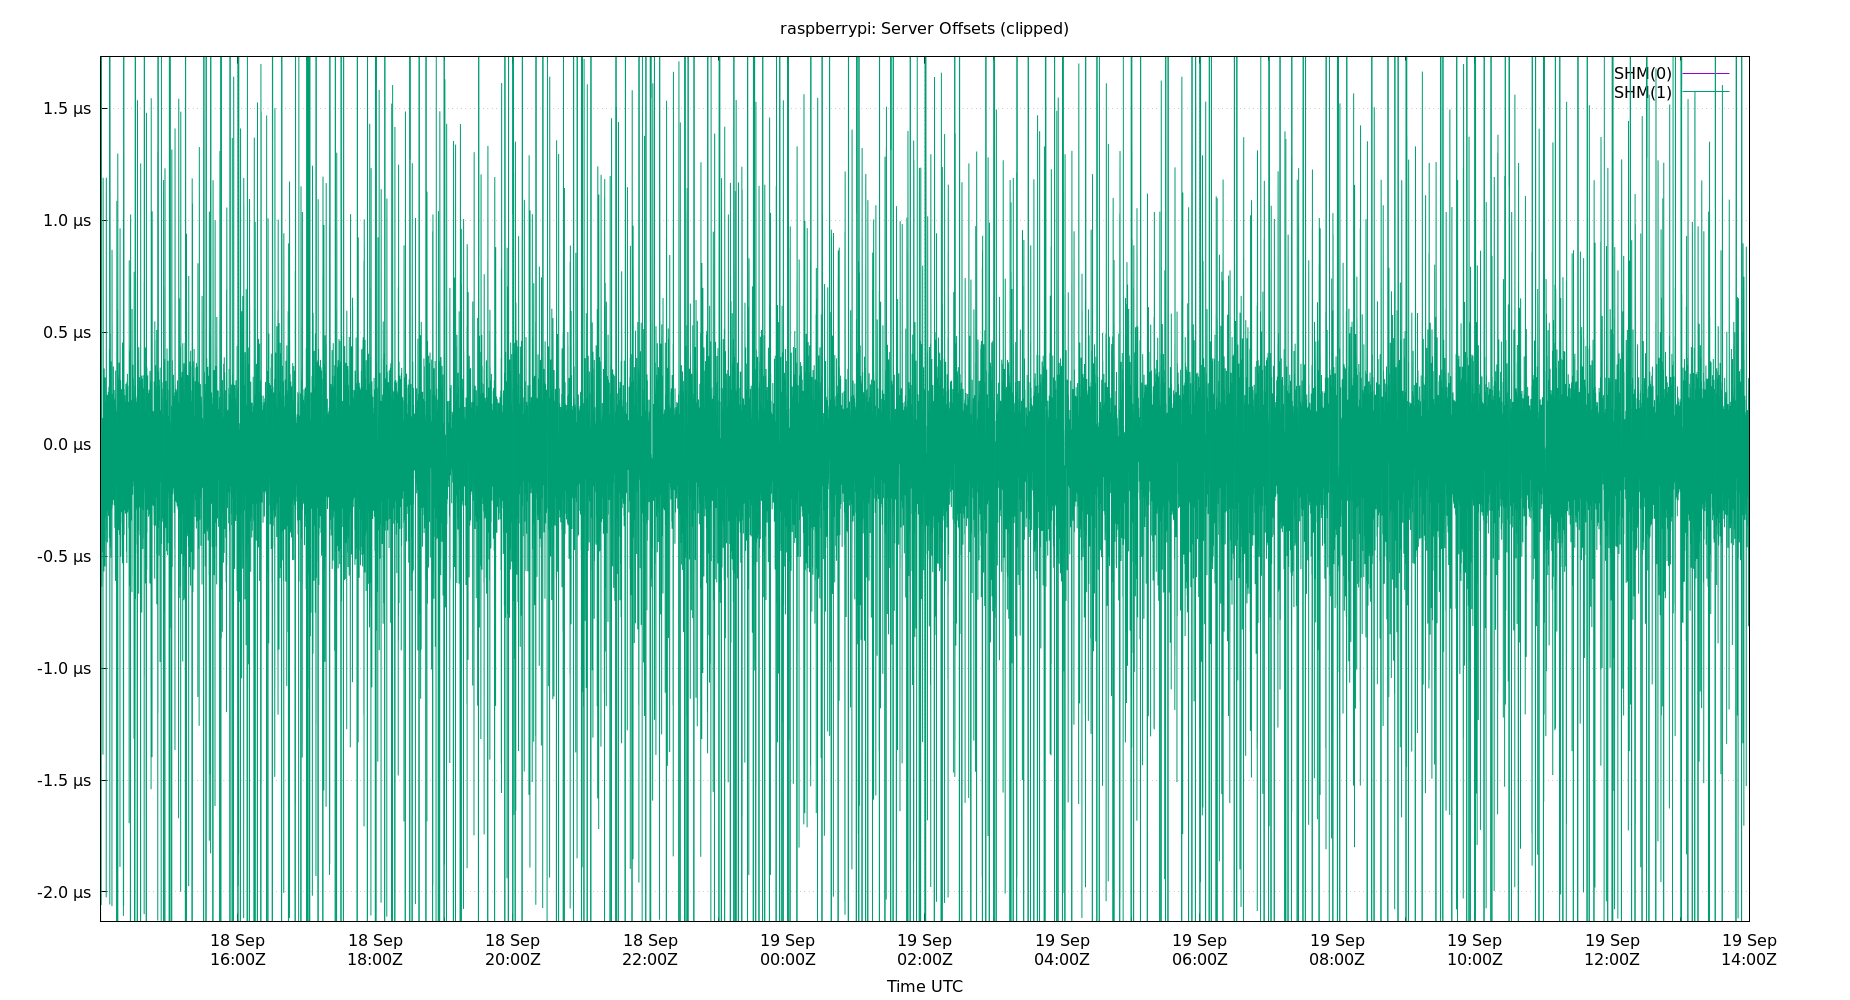 raspberrypi: Server Offsets (clipped)
SHM(0)
SHM(1)
1.5 µs
1.0 µs
0.5 µs
0.0 µs
-0.5 µs
-1.0 µs
-1.5 µs
-2.0 µs
18 Sep 18 Sep 18 Sep 18 Sep 19 Sep 19 Sep 19 Sep 19 Sep 19 Sep 19 Sep 19 Sep 19 Sep
16:00Z 18:00Z 20:00Z 22:00Z 00:00Z 02:00Z 04:00Z 06:00Z 08:00Z 10:00Z 12:00Z 14:00Z
Time UTC